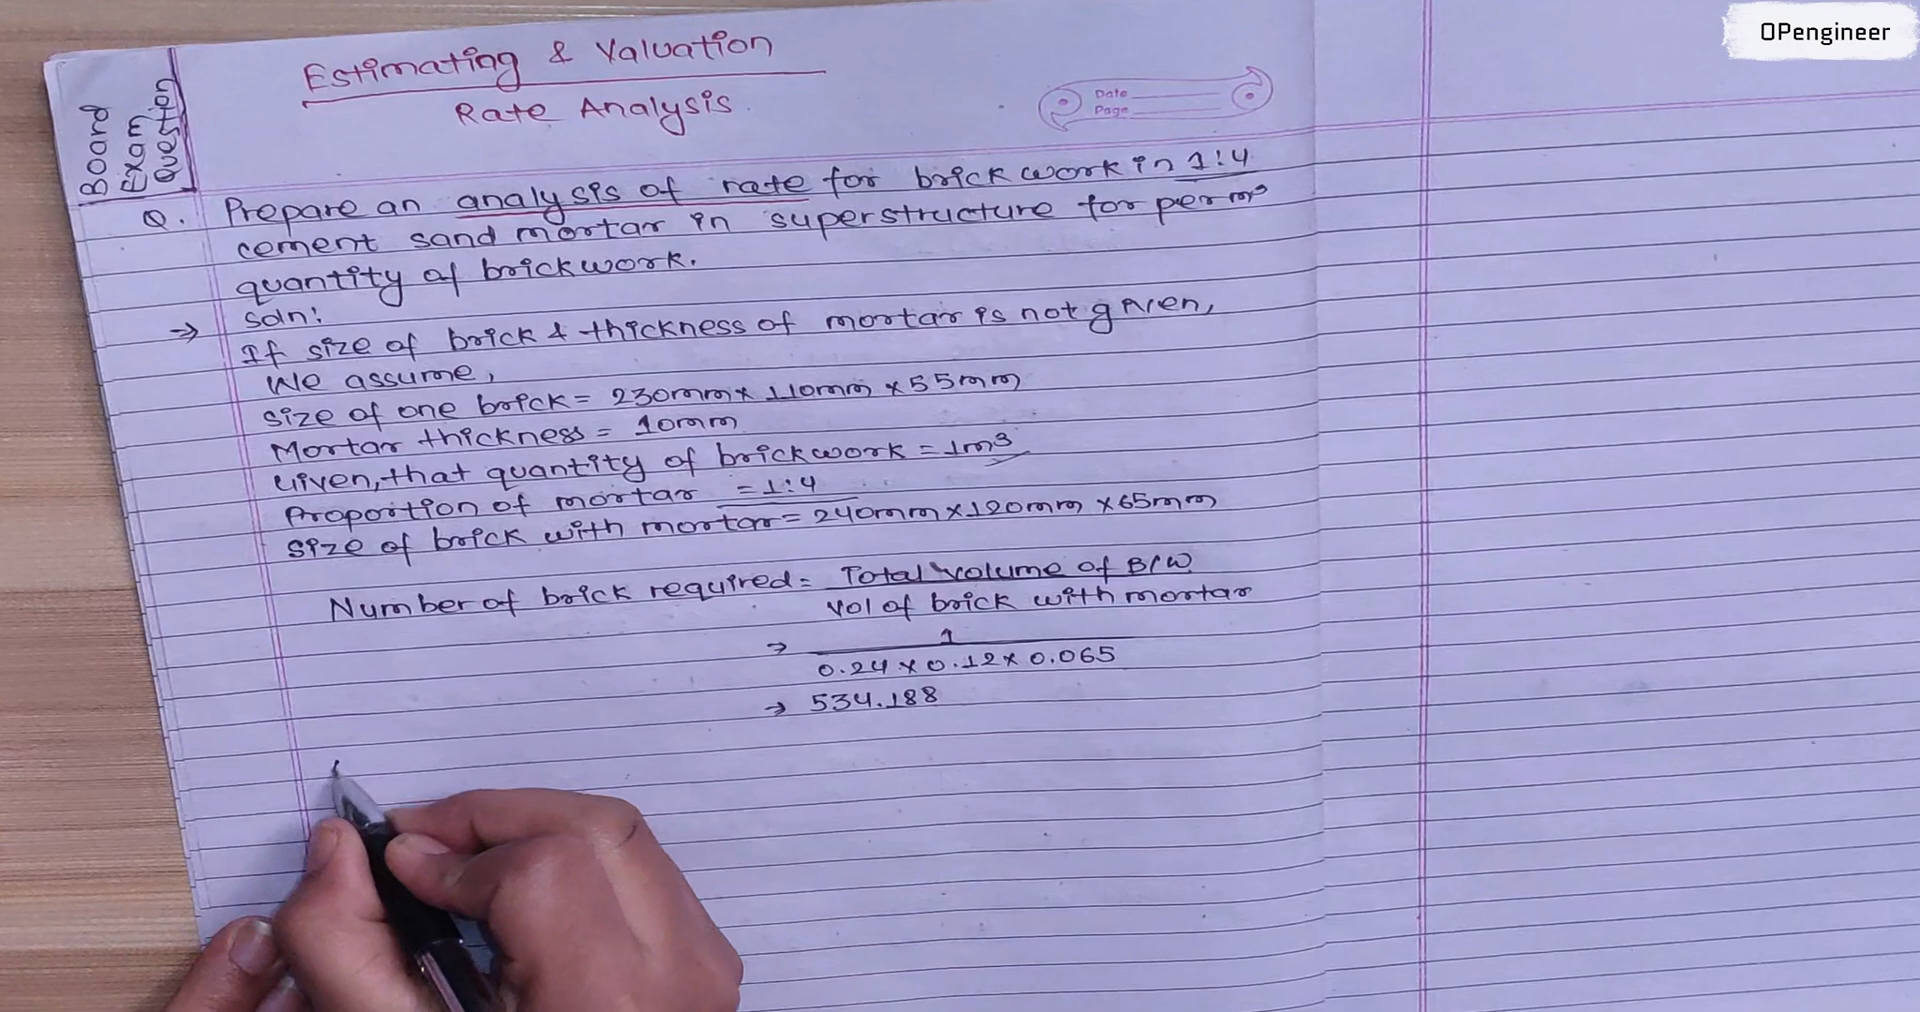 OPengineer
Estimating & Valuation
Rate Analysis.
Date
Page
Board
Exam
Question
Q. Prepare an analysis of rate for brick work in 1:4
cement sand mortar in superstructure for per m³
quantity of brickwork.
→ Soln:
If size of brick & thickness of mortar is not given,
We assume,
size of one brick = 230mm × 110mm × 55mm
Mortar thickness = 10mm
Given, that quantity of brickwork = 1m³
Proportion of mortar = 1:4
Size of brick with mortar = 240mm × 120mm × 65mm
Number of brick required = Total volume of B/W
Vol of brick with mortar
→ 1
0.24 × 0.12 × 0.065
→ 534.188